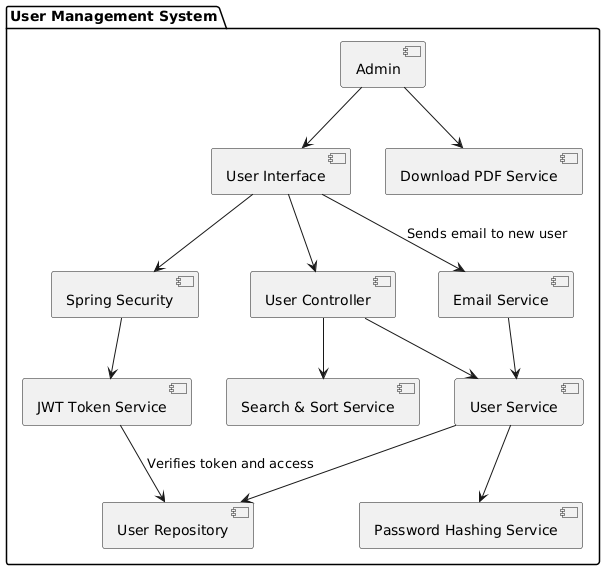 User Management System
Admin
User Interface
Download PDF Service
Sends email to new user
Spring Security
User Controller
Email Service
JWT Token Service
Search & Sort Service
User Service
Verifies token and access
User Repository
Password Hashing Service